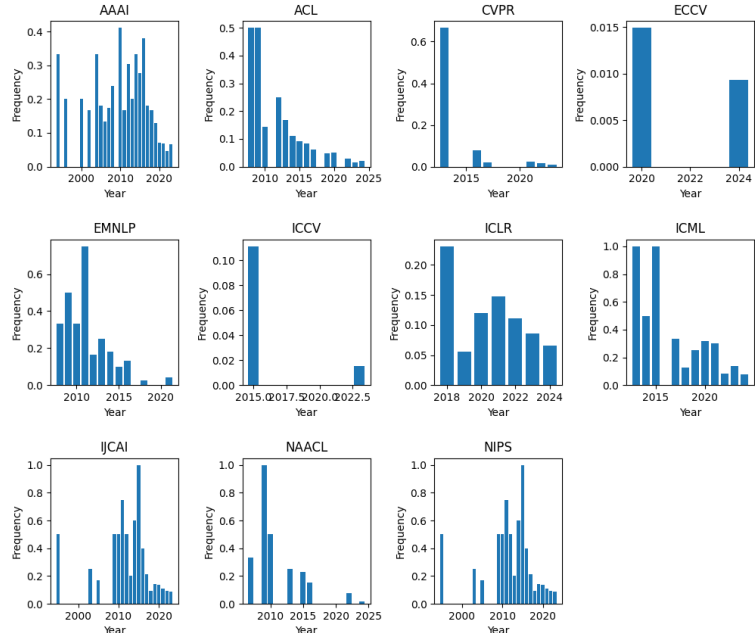 AAAI
0.4
0.3
0.2
0.1
0.0
Frequency
2000
2010
2020
Year
ACL
0.5
0.4
0.3
0.2
0.1
0.0
Frequency
2010
2015
2020
2025
Year
CVPR
0.6
0.4
0.2
0.0
Frequency
2015
2020
Year
ECCV
0.015
0.010
0.005
0.000
Frequency
2020
2022
2024
Year
EMNLP
0.6
0.4
0.2
0.0
Frequency
2010
2020
Year
ICCV
0.10
0.08
0.06
0.04
0.02
0.00
Frequency
2015.0
2017.5
2020.0
2022.5
Year
ICLR
0.20
0.15
0.10
0.05
0.00
Frequency
2018
2020
2022
2024
Year
ICML
1.0
0.8
0.6
0.4
0.2
0.0
Frequency
2015
2020
Year
IJCAI
1.0
0.8
0.6
0.4
0.2
0.0
Frequency
2000
2010
2020
Year
NAACL
1.0
0.8
0.6
0.4
0.2
0.0
Frequency
2010
2015
2020
2025
Year
NIPS
1.0
0.8
0.6
0.4
0.2
0.0
Frequency
2000
2010
2020
Year